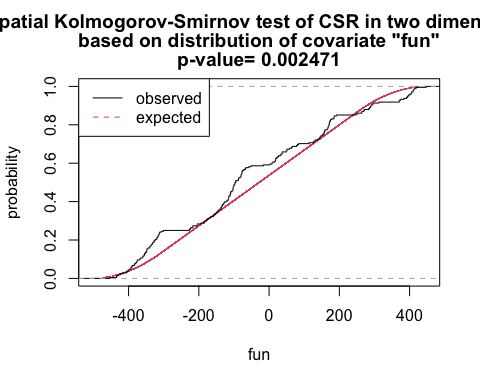 patial Kolmogorov-Smirnov test of CSR in two dimen
based on distribution of covariate "fun"
p-value= 0.002471
observed
expected
probability
1.0
0.8
0.6
0.4
0.2
0.0
-400 -200 0 200 400
fun